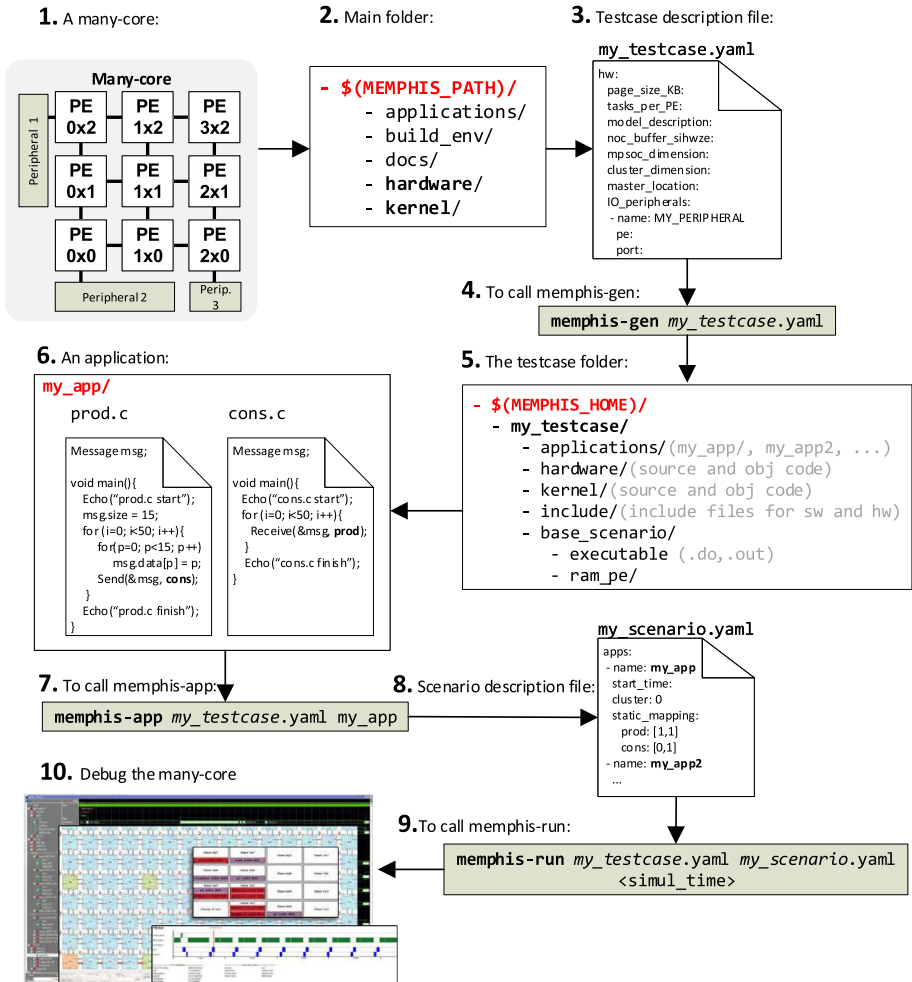 1. A many-core:
Many-core
Peripheral 1
PE 0x2
PE 1x2
PE 3x2
PE 0x1
PE 1x1
PE 2x1
PE 0x0
PE 1x0
PE 2x0
Peripheral 2
Perip. 3
2. Main folder:
- $(MEMPHIS_PATH)/
- applications/
- build_env/
- docs/
- hardware/
- kernel/
3. Testcase description file:
my_testcase.yaml
hw:
page_size_KB:
tasks_per_PE:
model_description:
noc_buffer_sihwze:
mpsoc_dimension:
cluster_dimension:
master_location:
IO_peripherals:
- name: MY_PERIPHERAL
pe:
port:
4. To call memphis-gen:
memphis-gen my_testcase.yaml
5. The testcase folder:
- $(MEMPHIS_HOME)/
- my_testcase/
- applications/(my_app/, my_app2, ...)
- hardware/(source and obj code)
- kernel/(source and obj code)
- include/(include files for sw and hw)
- base_scenario/
- executable (.do,.out)
- ram_pe/
6. An application:
my_app/
prod.c
Message msg;
void main(){
Echo(“prod.c start”);
msg.size = 15;
for (i=0; i<50; i++){
for(p=0; p<15; p++)
msg.data[p] = p;
Send(&msg, cons);
}
Echo(“prod.c finish”);
}
cons.c
Message msg;
void main(){
Echo(“cons.c start”);
for (i=0; i<50; i++){
Receive(&msg, prod);
}
Echo(“cons.c finish”);
}
7. To call memphis-app:
memphis-app my_testcase.yaml my_app
8. Scenario description file:
my_scenario.yaml
apps:
- name: my_app
start_time:
cluster: 0
static_mapping:
prod: [1,1]
cons: [0,1]
- name: my_app2
...
9. To call memphis-run:
memphis-run my_testcase.yaml my_scenario.yaml
<simul_time>
10. Debug the many-core